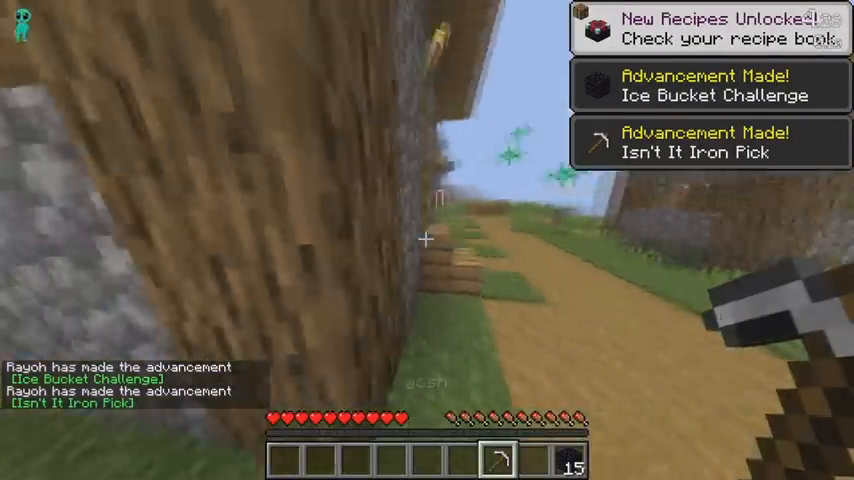 New Recipes Unlocked!
Check your recipe book
Advancement Made!
Ice Bucket Challenge
Advancement Made!
Isn't It Iron Pick
Rayoh has made the advancement
[Ice Bucket Challenge]
Rayoh has made the advancement
[Isn't It Iron Pick]
15